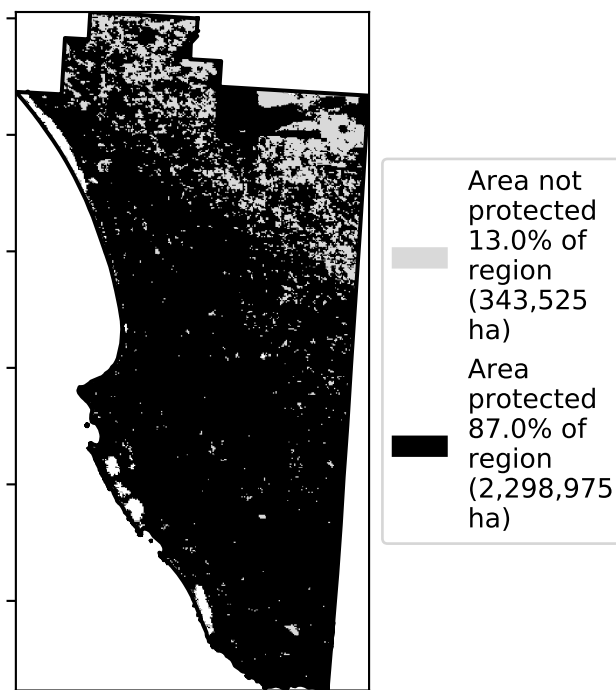 Area not
protected
13.0% of
region
(343,525
ha)
Area
protected
87.0% of
region
(2,298,975
ha)